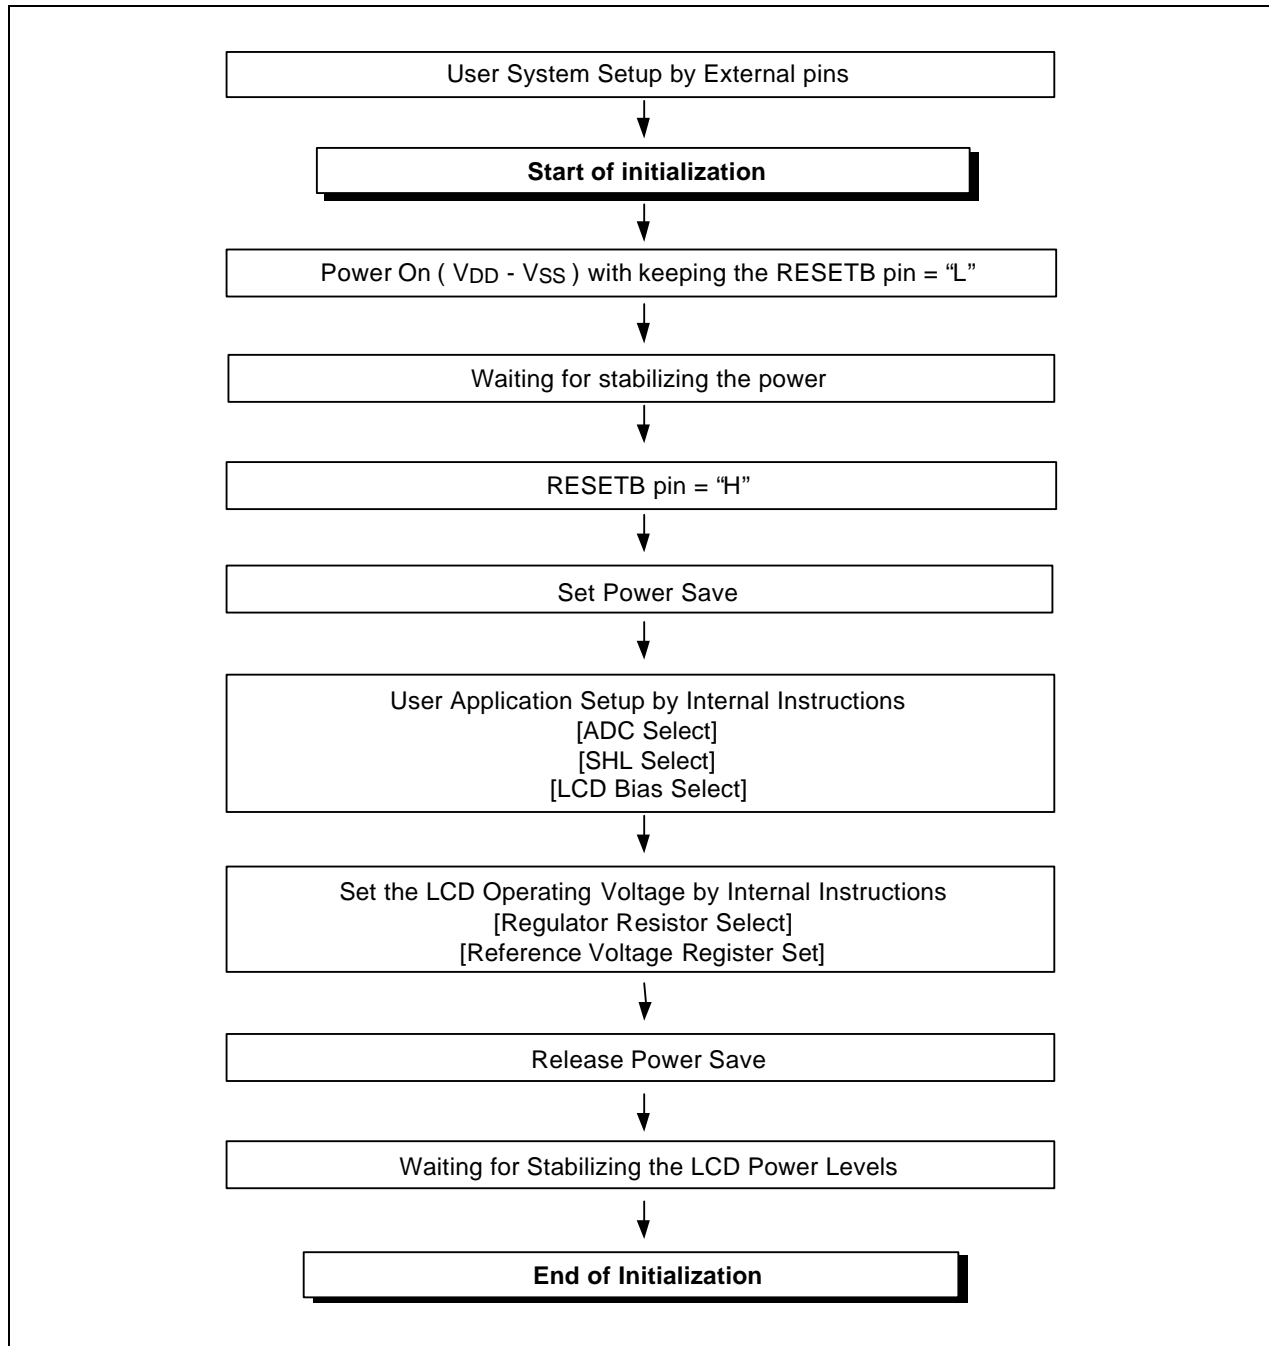 User System Setup by External pins
Start of initialization
Power On ( VDD - VSS ) with keeping the RESETB pin = “L”
Waiting for stabilizing the power
RESETB pin = “H”
Set Power Save
User Application Setup by Internal Instructions
[ADC Select]
[SHL Select]
[LCD Bias Select]
Set the LCD Operating Voltage by Internal Instructions
[Regulator Resistor Select]
[Reference Voltage Register Set]
Release Power Save
Waiting for Stabilizing the LCD Power Levels
End of Initialization